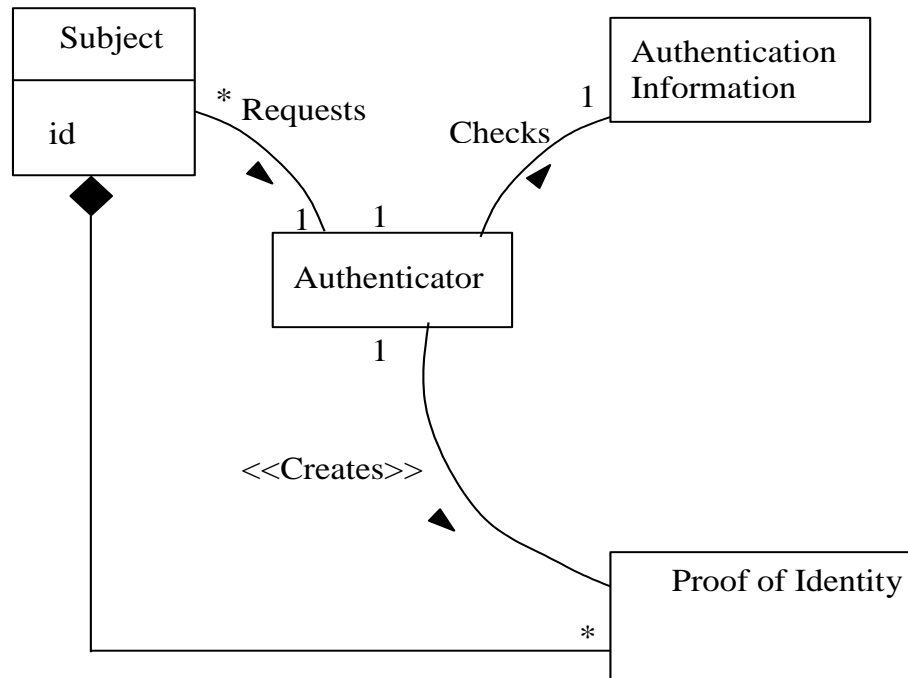 Subject
id
* Requests
1
Authentication
Information
1
Checks
1
Authenticator
1
<<Creates>>
Proof of Identity
*